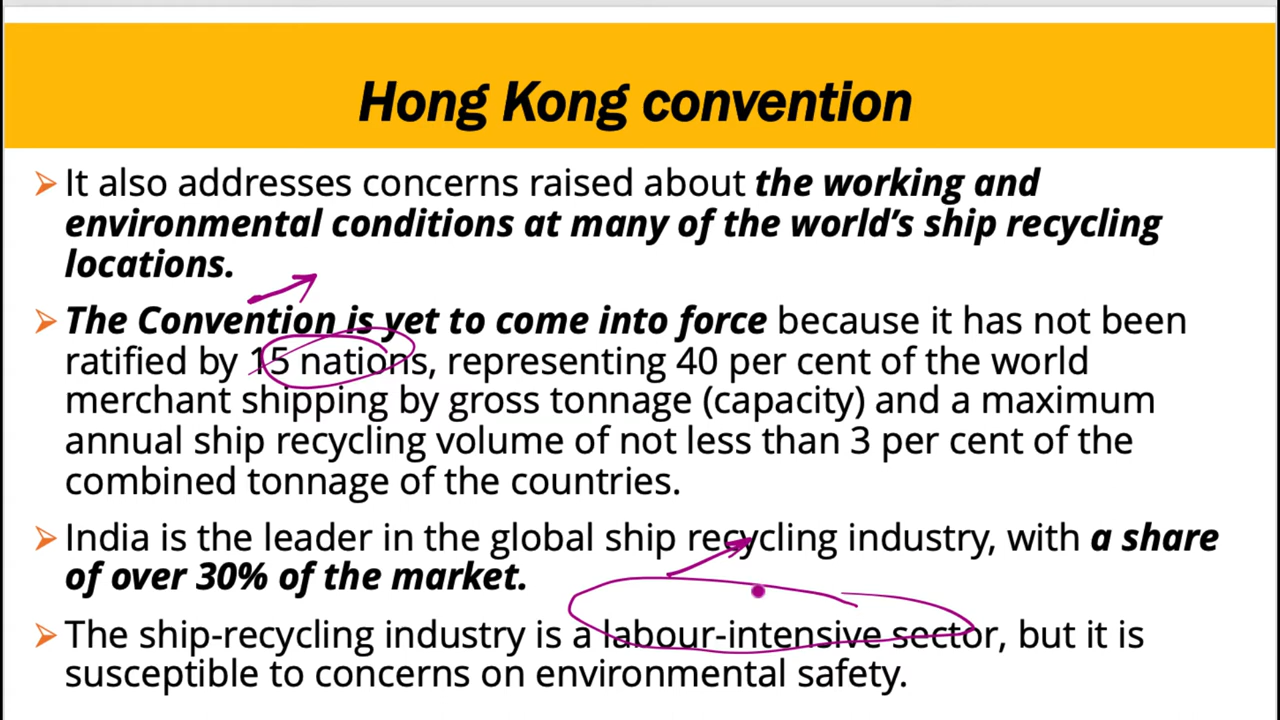 Hong Kong convention
It also addresses concerns raised about the working and
environmental conditions at many of the world's ship recycling
locations.
The Convention is yet to come into force because it has not been
ratified by 15 nations, representing 40 per cent of the world
merchant shipping by gross tonnage (capacity) and a maximum
annual ship recycling volume of not less than 3 per cent of the
combined tonnage of the countries.
India is the leader in the global ship recycling industry, with a share
of over 30% of the market.
The ship-recycling industry is a labour-intensive sector, but it is
susceptible to concerns on environmental safety.